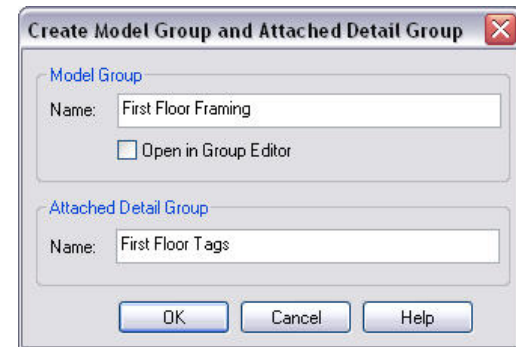 Create Model Group and Attached Detail Group
Model Group
Name: First Floor Framing
Open in Group Editor
Attached Detail Group
Name: First Floor Tags
OK Cancel Help